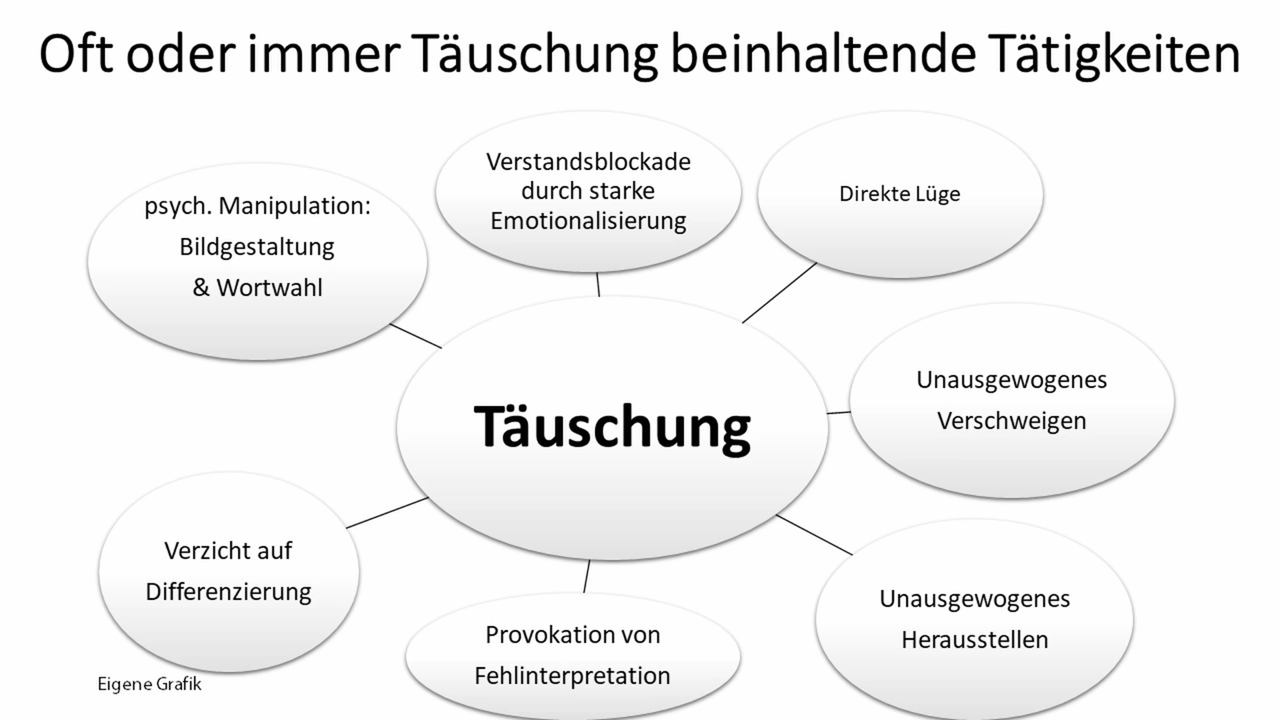 Oft oder immer Täuschung beinhaltende Tätigkeiten
psych. Manipulation:
Bildgestaltung
& Wortwahl
Verstandsblockade
durch starke
Emotionalisierung
Direkte Lüge
Unausgewogenes
Verschweigen
Täuschung
Verzicht auf
Differenzierung
Provokation von
Fehlinterpretation
Unausgewogenes
Herausstellen
Eigene Grafik